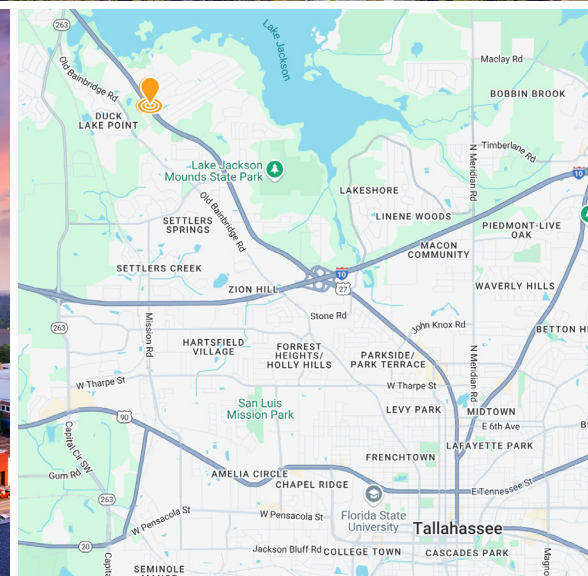 263
Lake Jackson
Old Bainbridge Rd
Maclay Rd
BOBBIN BROOK
DUCK
LAKE POINT
Timberlane Rd
N Meridian Rd
10
Lake Jackson
Mounds State Park
LAKESHORE
Old Bainbridge Rd
LINENE WOODS
SETTLERS
SPRINGS
PIEDMONT-LIVE
OAK
MACON
COMMUNITY
SETTLERS CREEK
10
ZION HILL
27
WAVERLY HILLS
Stone Rd
263
Mission Rd
John Knox Rd
BETTON H
HARTSFIELD
VILLAGE
FORREST
HEIGHTS/
HOLLY HILLS
PARKSIDE/
PARK TERRACE
N Meridian Rd
W Tharpe St
W Tharpe St
San Luis
Mission Park
LEVY PARK
MIDTOWN
90
E 6th Ave
B
Capital Cir SW
LAFAYETTE PARK
FRENCHTOWN
Gum Rd
AMELIA CIRCLE
CHAPEL RIDGE
E Tennessee St
263
W Pensacola St
W Pensacola St
Florida State
University
Tallahassee
20
Jackson Bluff Rd
COLLEGE TOWN
CASCADES PARK
Capita
SEMINOLE
Magno